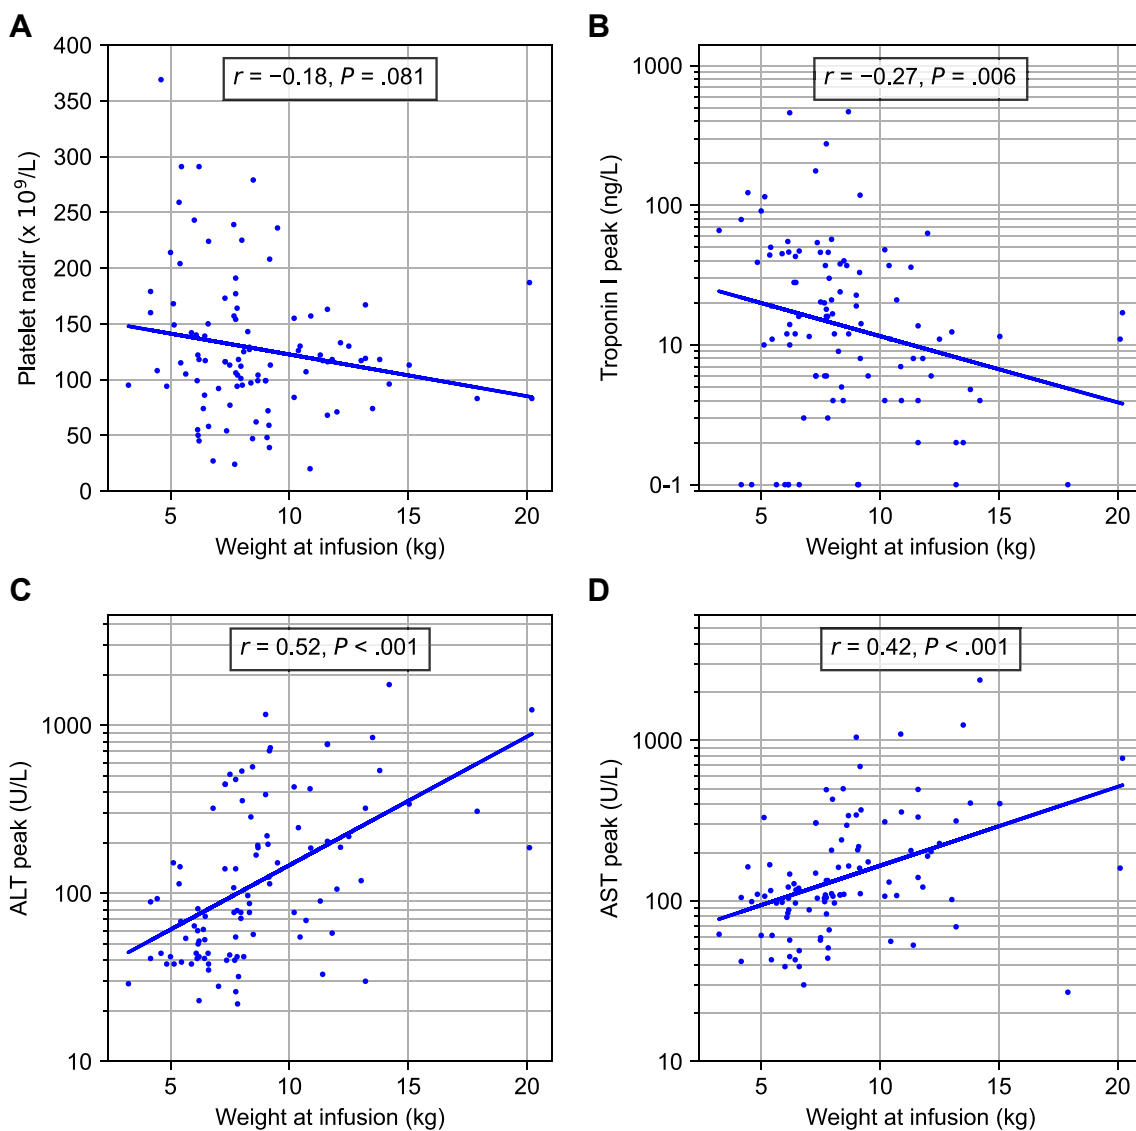 A
B
400
350
300
250
200
150
100
50
0
Platelet nadir (x 10⁹/L)
r = −0.18, P = .081
5
10
15
20
Weight at infusion (kg)
1000
100
10
0-1
Troponin I peak (ng/L)
r = −0.27, P = .006
5
10
15
20
Weight at infusion (kg)
C
D
1000
100
10
ALT peak (U/L)
r = 0.52, P < .001
5
10
15
20
Weight at infusion (kg)
1000
100
10
AST peak (U/L)
r = 0.42, P < .001
5
10
15
20
Weight at infusion (kg)